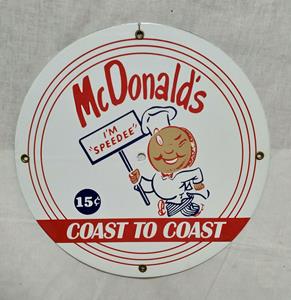 McDonald's
I'M
"SPEEDEE"
15¢
COAST TO COAST